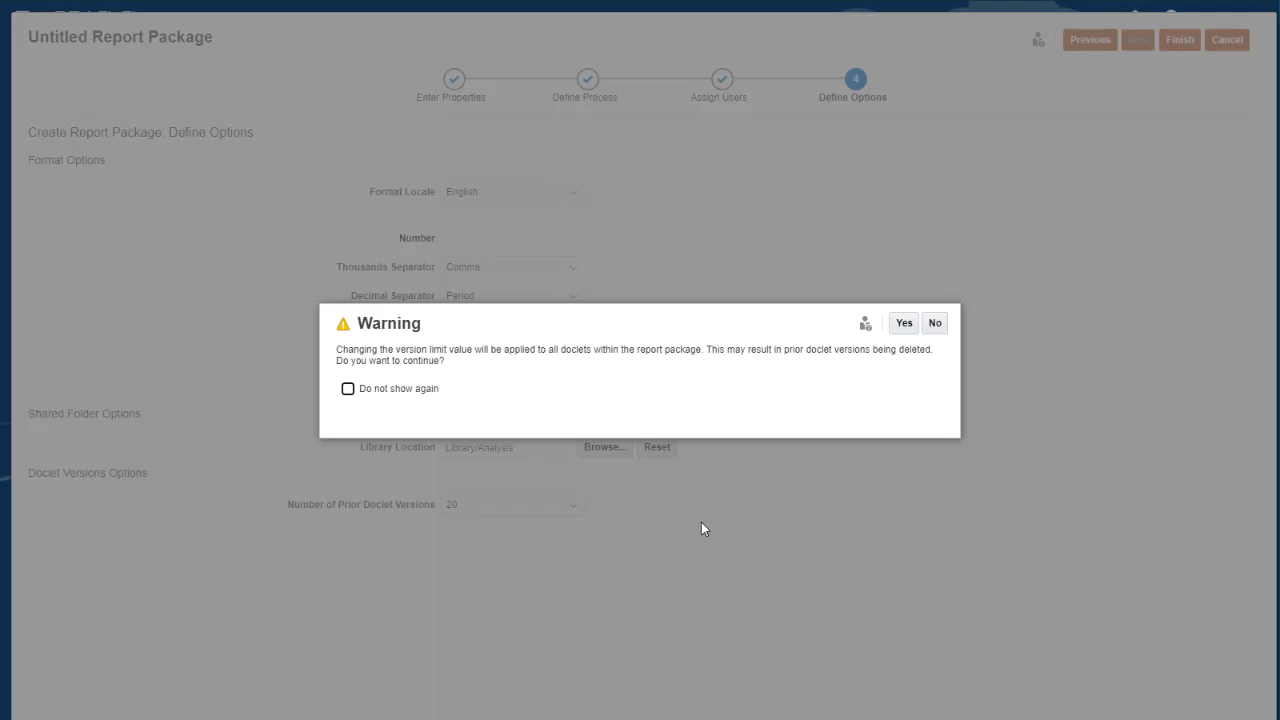 Untitled Report Package
Previous
Next
Finish
Cancel
4
Enter Properties
Define Process
Assign Users
Define Options
Create Report Package: Define Options
Format Options
Format Locale English
Number
Thousands Separator Comma
Decimal Separator Period
Warning
Yes
No
Changing the version limit value will be applied to all doclets within the report package. This may result in prior doclet versions being deleted.
Do you want to continue?
Do not show again
Shared Folder Options
Library Location Library/Analysis Browse... Reset
Doclet Versions Options
Number of Prior Doclet Versions 20